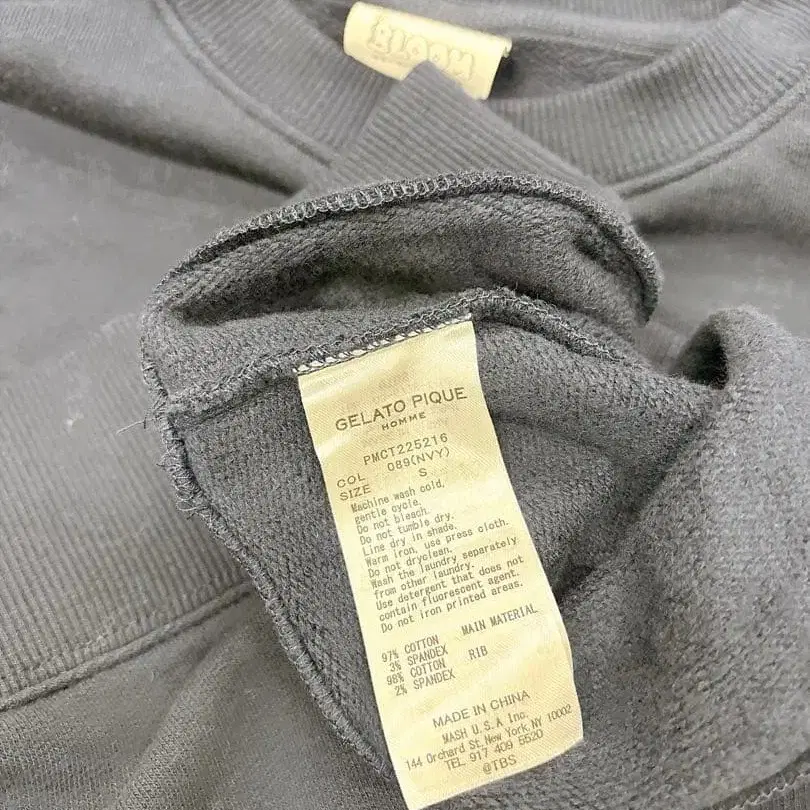 BLOOM
GELATO PIQUE
HOMME
PMCT225216
COL 089(NVY)
SIZE S
Machine wash cold,
gentle cycle.
Do not bleach.
Do not tumble dry.
Line dry in shade.
Warm iron, use press cloth.
Do not dryclean.
Wash the laundry separately
from other laundry.
Use detergent that does not
contain fluorescent agent.
Do not iron printed areas.
97% COTTON MAIN MATERIAL
3% SPANDEX
98% COTTON RIB
2% SPANDEX
MADE IN CHINA
MASH U.S.A Inc.
144 Orchard St. New York, NY 10002
TEL 917 409 5520
@TBS